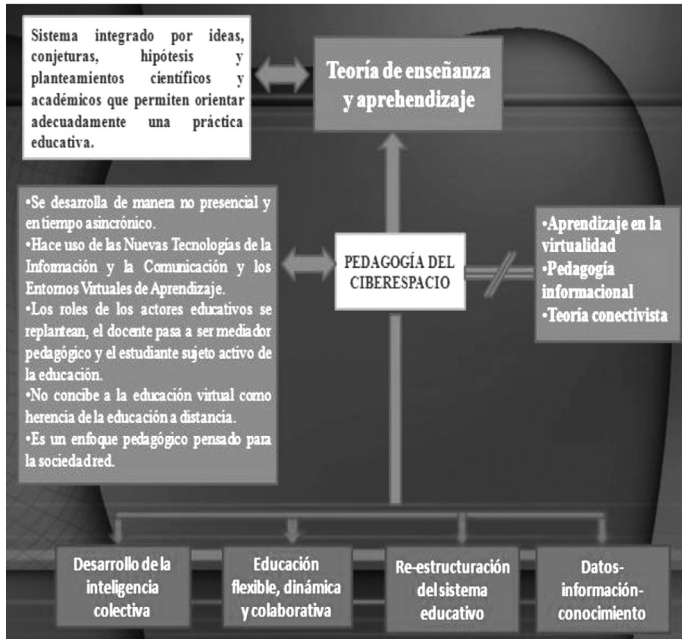 Sistema integrado por ideas,
conjeturas, hipótesis y
planteamientos científicos y
académicos que permiten orientar
adecuadamente una práctica
educativa.
Teoría de enseñanza
y aprehendizaje
•Se desarrolla de manera no presencial y
en tiempo asincrónico.
•Hace uso de las Nuevas Tecnologías de la
Información y la Comunicación y los
Entornos Virtuales de Aprendizaje.
•Los roles de los actores educativos se
replantean, el docente pasa a ser mediador
pedagógico y el estudiante sujeto activo de
la educación.
•No concibe a la educación virtual como
herencia de la educación a distancia.
•Es un enfoque pedagógico pensado para
la sociedad red.
PEDAGOGÍA DEL
CIBERESPACIO
•Aprendizaje en la
virtualidad
•Pedagogía
informacional
•Teoría conectivista
Desarrollo de la
inteligencia
colectiva
Educación
flexible, dinámica
y colaborativa
Re-estructuración
del sistema
educativo
Datos-
información-
conocimiento